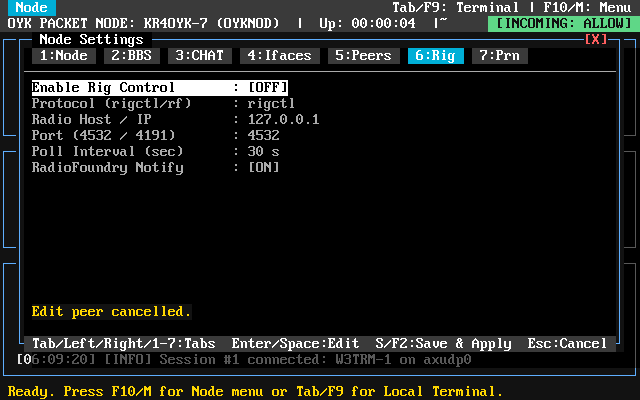 Node Tab/F9: Terminal | F10/M: Menu
OYK PACKET NODE: KR4OYK-7 (OYKNOD) | Up: 00:00:04 |~ [INCOMING: ALLOW]
Node Settings [X]
1:Node 2:BBS 3:CHAT 4:Ifaces 5:Peers 6:Rig 7:Prn
Enable Rig Control : [OFF]
Protocol (rigctl/rf) : rigctl
Radio Host / IP : 127.0.0.1
Port (4532 / 4191) : 4532
Poll Interval (sec) : 30 s
RadioFoundry Notify : [ON]
Edit peer cancelled.
Tab/Left/Right/1-7:Tabs Enter/Space:Edit S/F2:Save & Apply Esc:Cancel
[06:09:20] [INFO] Session #1 connected: W3TRM-1 on axudp0
Ready. Press F10/M for Node menu or Tab/F9 for Local Terminal.